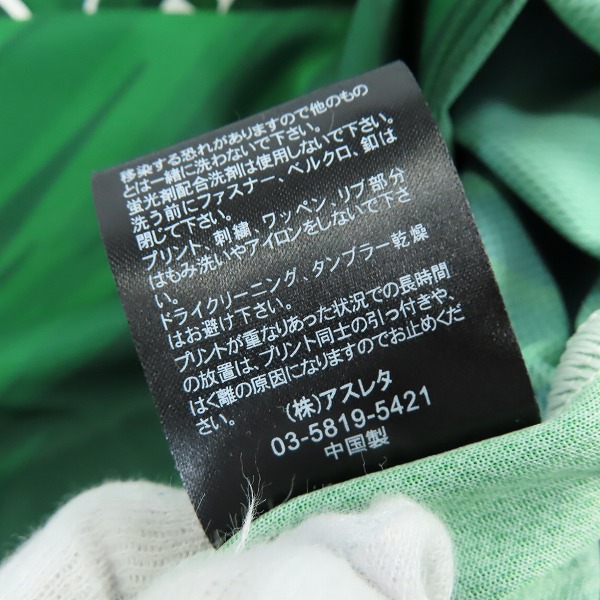 移染する恐れがありますので他のもの
とは一緒に洗わないで下さい。
蛍光剤配合洗剤は使用しないで下さい。
洗う前にファスナー、ベルクロ、釦は
閉じて下さい。
プリント、刺繍、ワッペン、リブ部分
はもみ洗いやアイロンをしないで下さ
い。
ドライクリーニング、タンブラー乾燥
はお避け下さい。
プリントが重なりあった状況での長時間
の放置は、プリント同士の引っ付きや、
はく離の原因になりますのでお止めくだ
さい。
(株)アスレタ
03-5819-5421
中国製